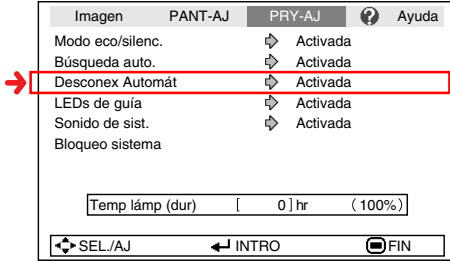 Imagen PANT-AJ PRY-AJ ? Ayuda
Modo eco/silenc. Activada
Búsqueda auto. Activada
Desconex Automát Activada
LEDs de guía Activada
Sonido de sist. Activada
Bloqueo sistema
Temp lámp (dur) [ 0] hr (100%)
SEL./AJ INTRO FIN